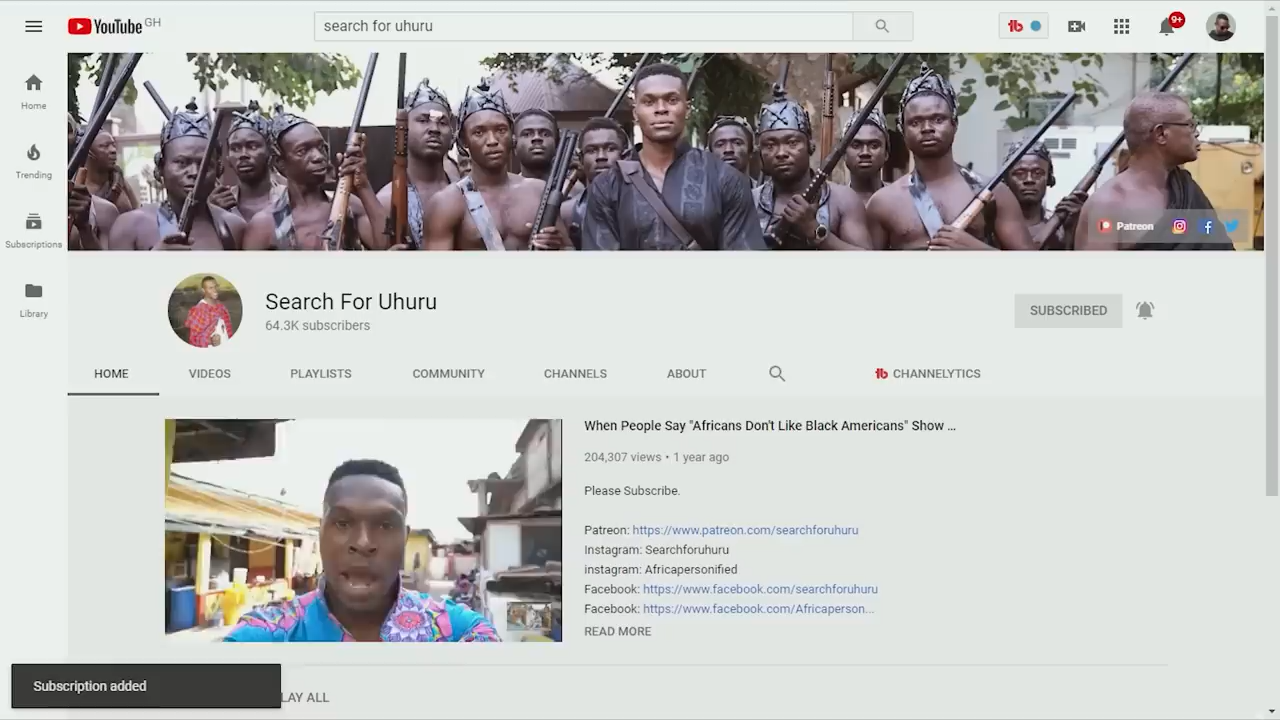 YouTube GH
search for uhuru
9+
Home
Trending
Subscriptions
Library
Patreon
Search For Uhuru
64.3K subscribers
SUBSCRIBED
HOME
VIDEOS
PLAYLISTS
COMMUNITY
CHANNELS
ABOUT
CHANNELYTICS
When People Say "Africans Don't Like Black Americans" Show ...
204,307 views • 1 year ago
Please Subscribe.
Patreon: https://www.patreon.com/searchforuhuru
Instagram: Searchforuhuru
instagram: Africapersonified
Facebook: https://www.facebook.com/searchforuhuru
Facebook: https://www.facebook.com/Africaperson...
READ MORE
Subscription added
LAY ALL